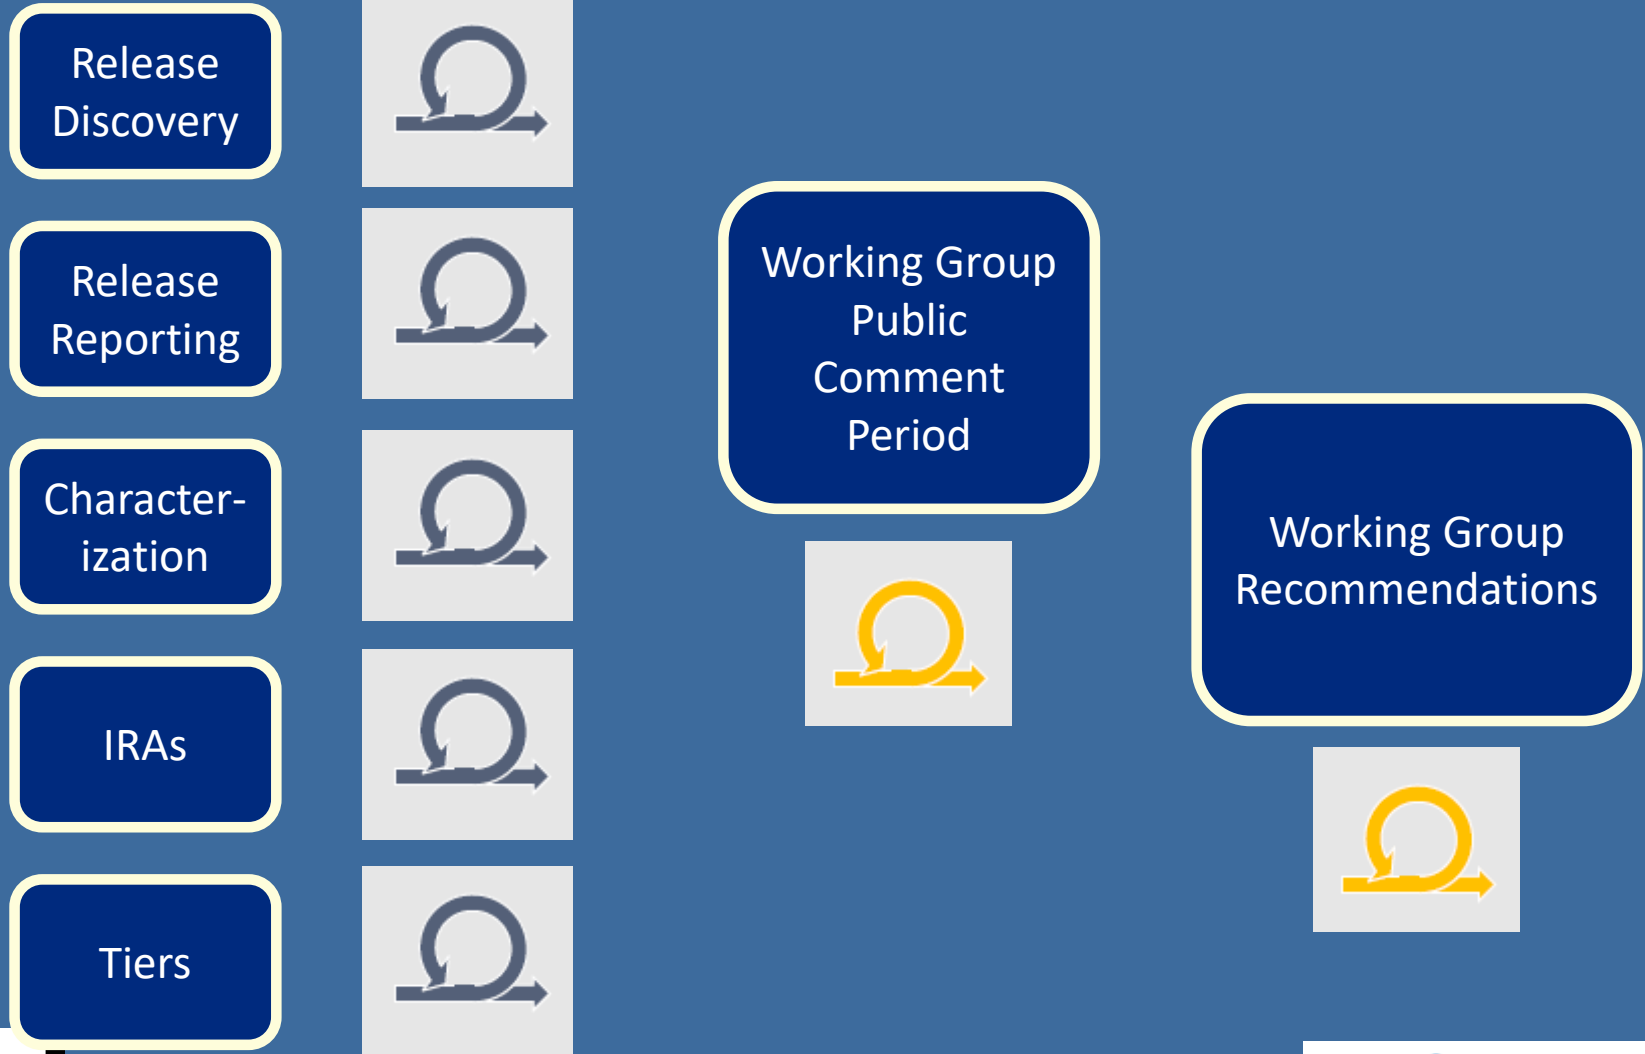 Release
Discovery
Release
Reporting
Character-
ization
IRAs
Tiers
Working Group
Public
Comment
Period
Working Group
Recommendations